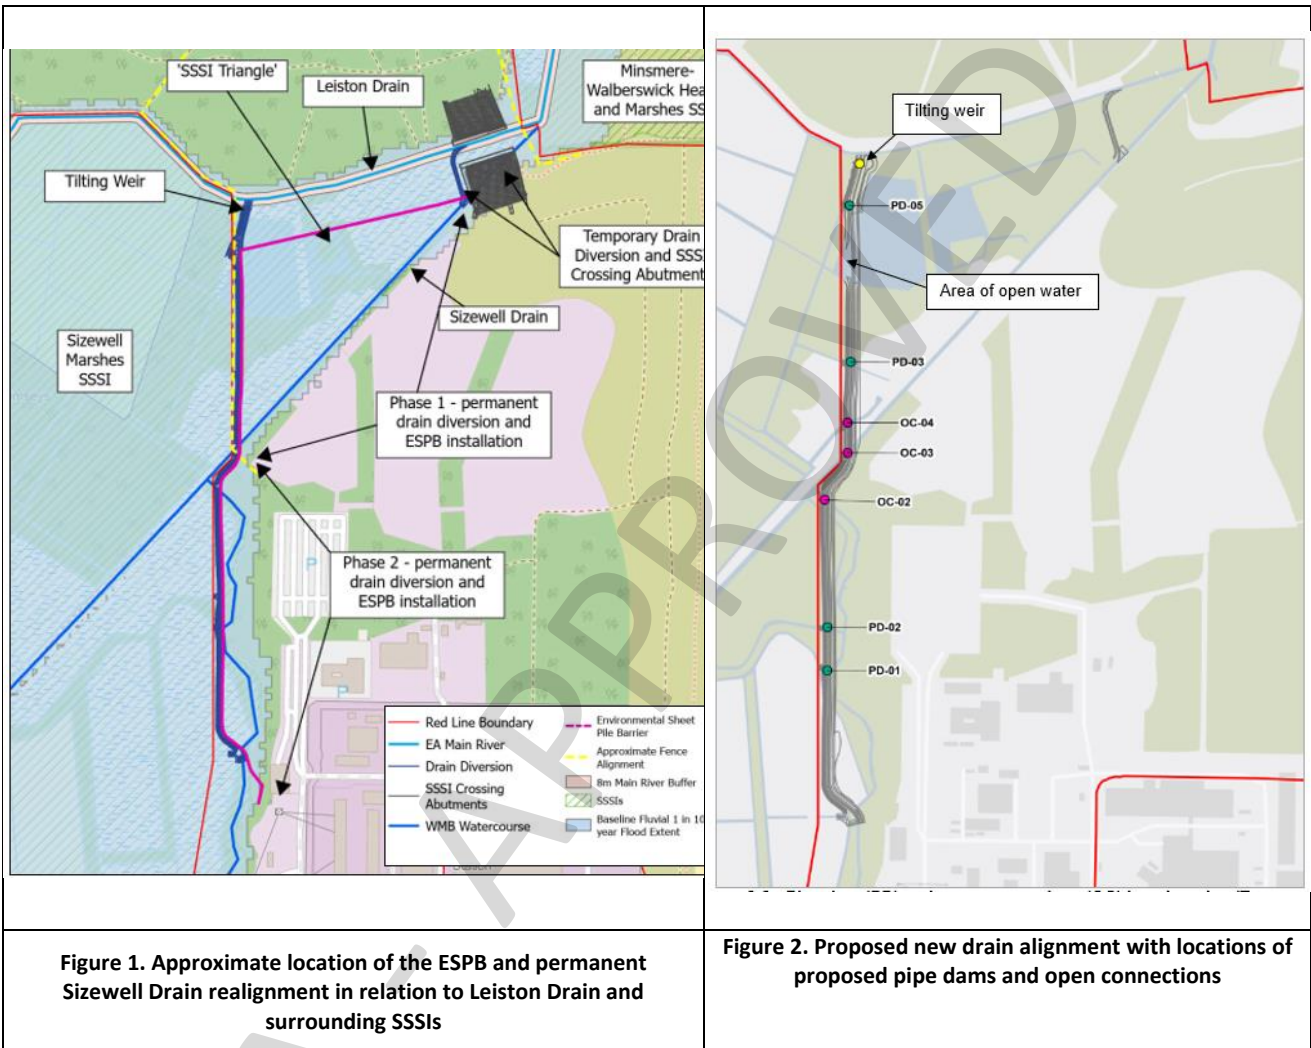 'SSSI Triangle'
Leiston Drain
Minsmere-
Walberswick Hea
and Marshes SS
Tilting Weir
Temporary Drain
Diversion and SSS
Crossing Abutment
Sizewell Drain
Sizewell
Marshes
SSSI
Phase 1 - permanent
drain diversion and
ESPB installation
Phase 2 - permanent
drain diversion and
ESPB installation
P
P
Red Line Boundary
EA Main River
Drain Diversion
SSSI Crossing
Abutments
WMB Watercourse
Environmental Sheet
Pile Barrier
Approximate Fence
Alignment
8m Main River Buffer
SSSIs
Baseline Fluvial 1 in 10
year Flood Extent
Tilting weir
PD-05
Area of open water
PD-03
OC-04
OC-03
OC-02
PD-02
PD-01
Figure 1. Approximate location of the ESPB and permanent
Sizewell Drain realignment in relation to Leiston Drain and
surrounding SSSIs
Figure 2. Proposed new drain alignment with locations of
proposed pipe dams and open connections
APPROVED